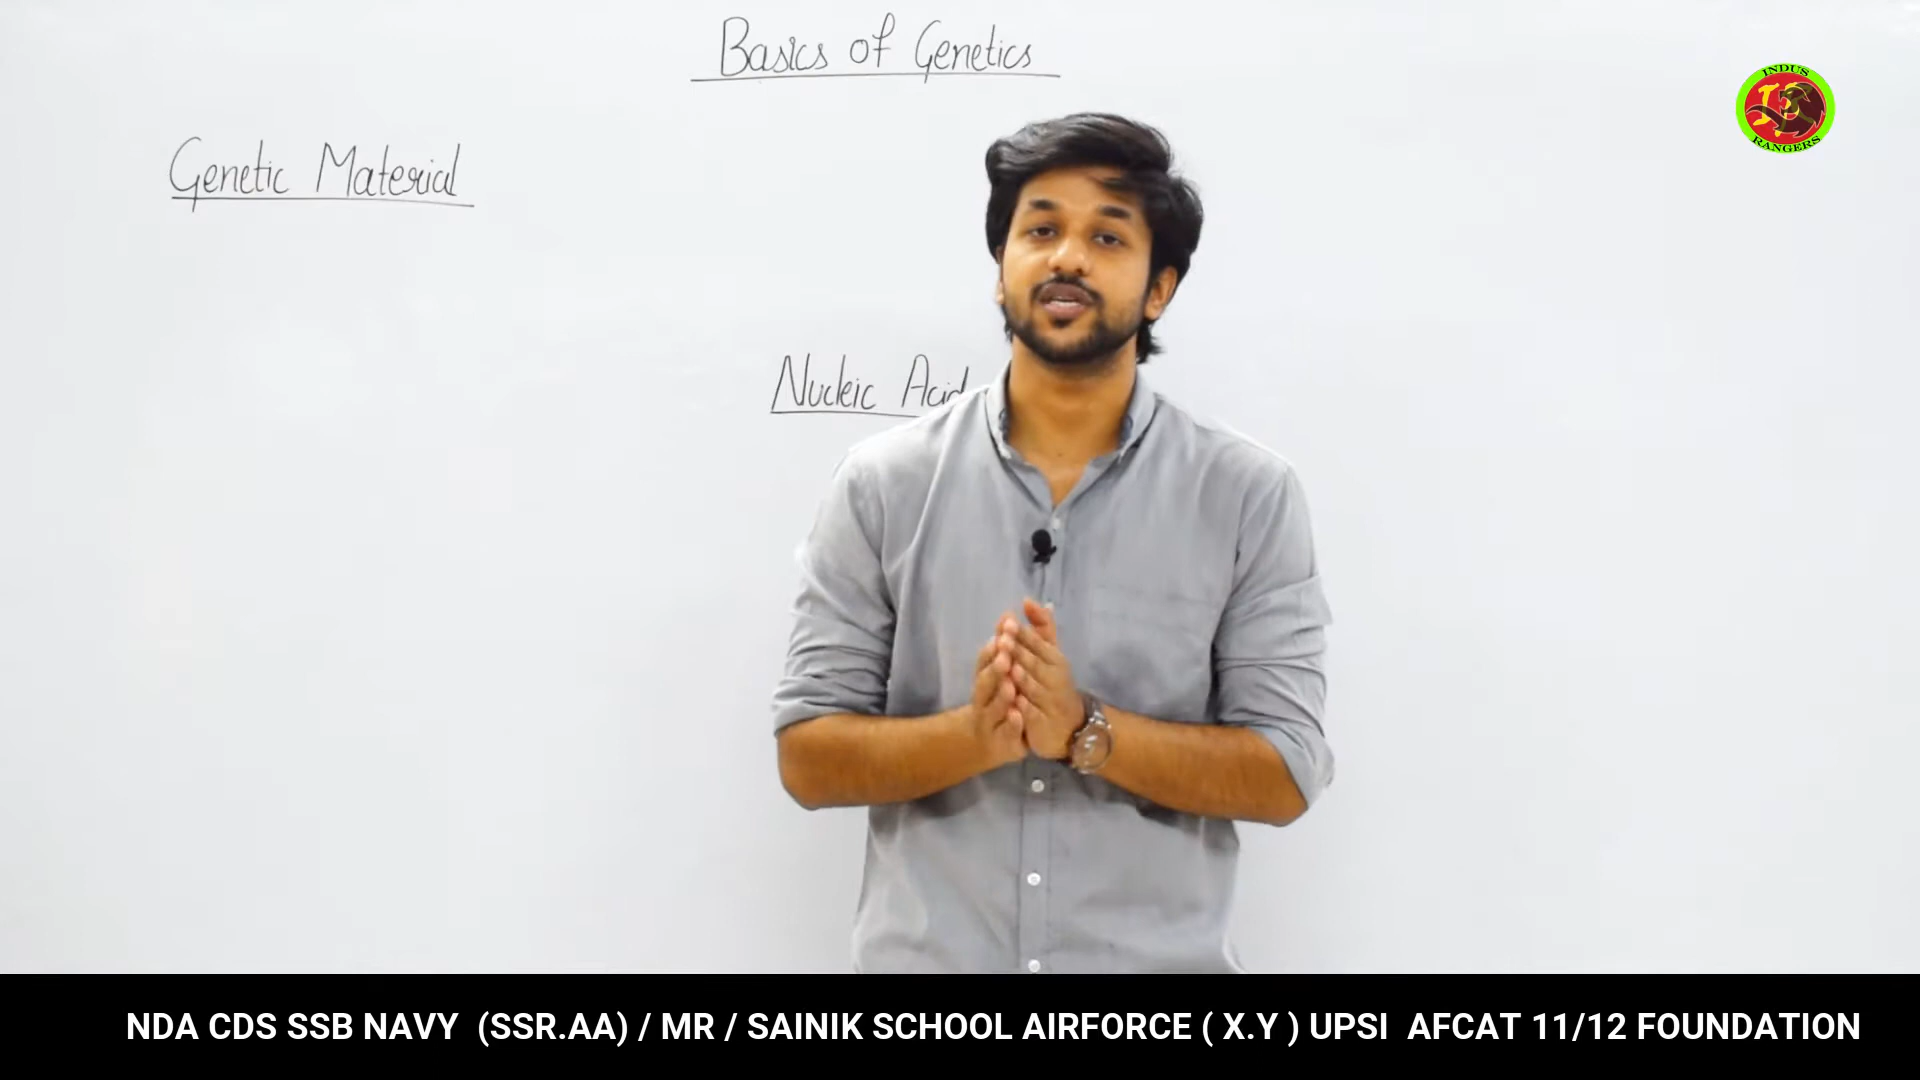 Basics of Genetics
INDUS
RANGERS
Genetic Material
Nucleic Acid
NDA CDS SSB NAVY (SSR.AA) / MR / SAINIK SCHOOL AIRFORCE ( X.Y ) UPSI AFCAT 11/12 FOUNDATION